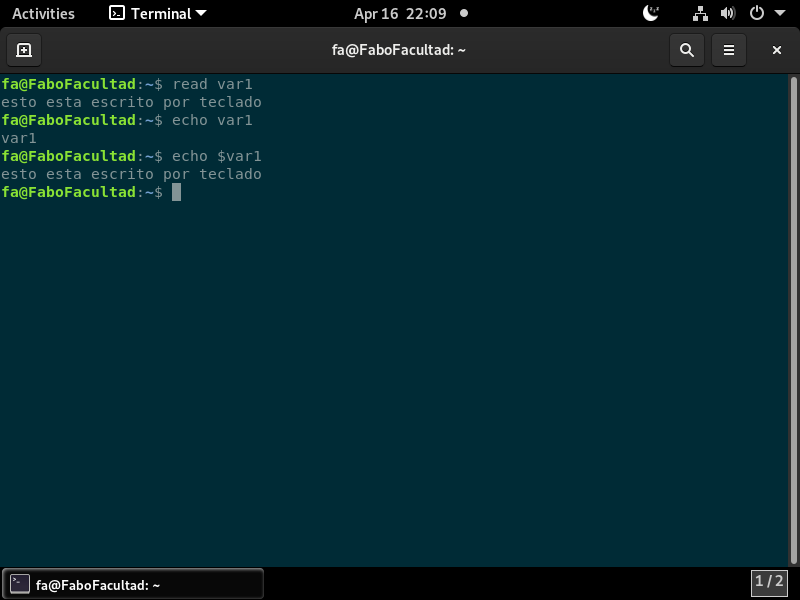 Activities Terminal Apr 16 22:09
fa@FaboFacultad: ~
fa@FaboFacultad:~$ read var1
esto esta escrito por teclado
fa@FaboFacultad:~$ echo var1
var1
fa@FaboFacultad:~$ echo $var1
esto esta escrito por teclado
fa@FaboFacultad:~$
fa@FaboFacultad: ~ 1 / 2